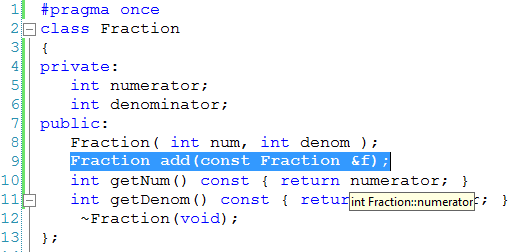 1 #pragma once
2 class Fraction
3 {
4 private:
5 int numerator;
6 int denominator;
7 public:
8 Fraction( int num, int denom );
9 Fraction add(const Fraction &f);
10 int getNum() const { return numerator; }
11 int getDenom() const { retur int Fraction::numerator ; }
12 ~Fraction(void);
13 };